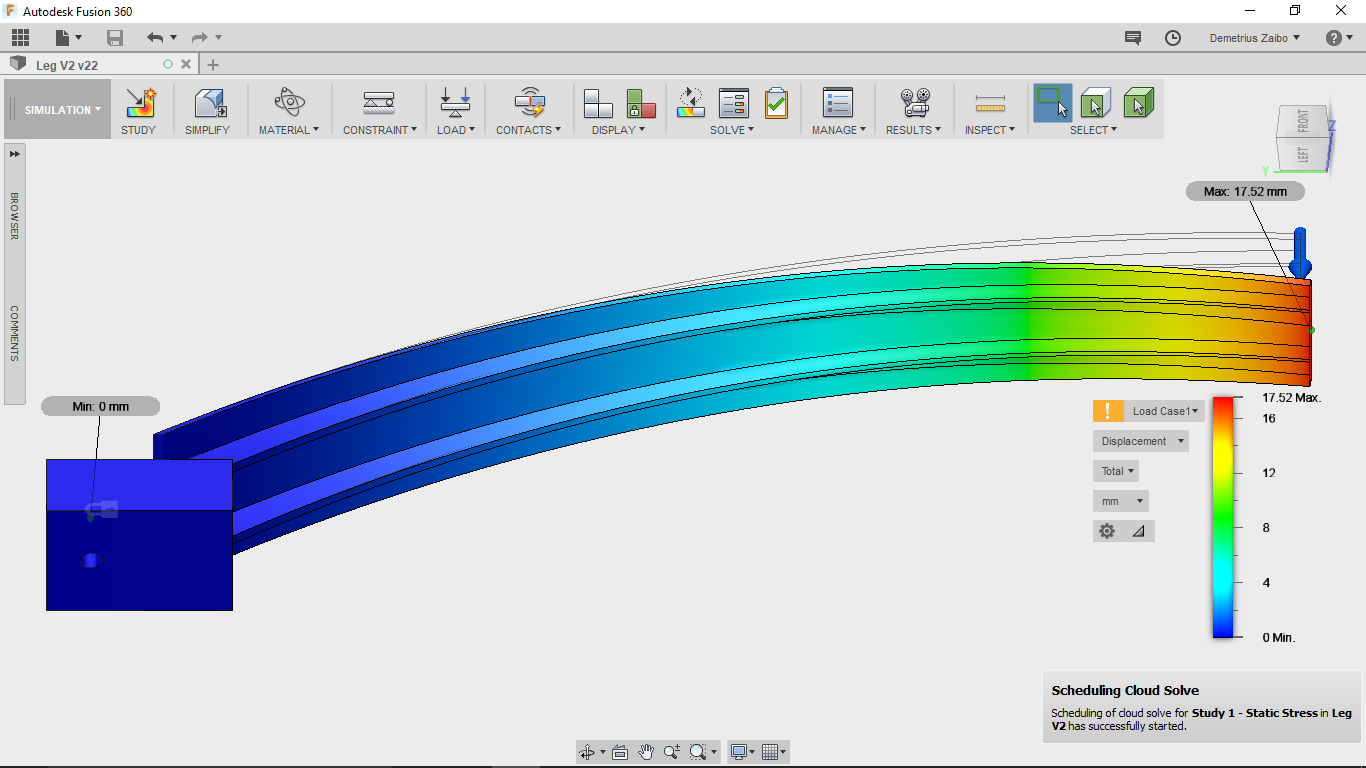 Autodesk Fusion 360
Demetrius Zaibo
Leg V2 v22
SIMULATION
STUDY
SIMPLIFY
MATERIAL
CONSTRAINT
LOAD
CONTACTS
DISPLAY
SOLVE
MANAGE
RESULTS
INSPECT
SELECT
FRONT
LEFT
Z
Y
BROWSER
COMMENTS
Max: 17.52 mm
Min: 0 mm
Load Case1
Displacement
Total
mm
17.52 Max.
16
12
8
4
0 Min.
Scheduling Cloud Solve
Scheduling of cloud solve for Study 1 - Static Stress in Leg
V2 has successfully started.